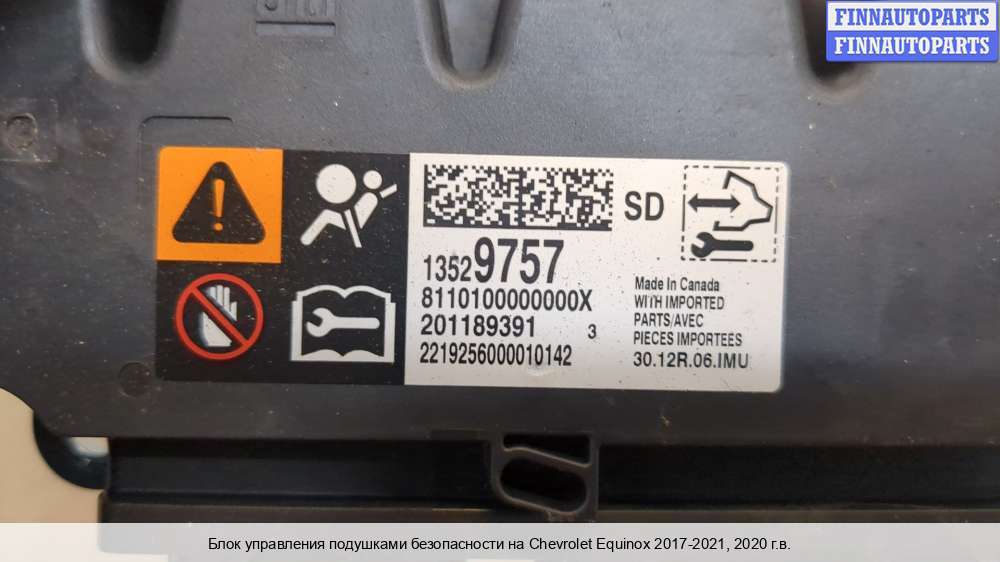 FINNAUTOPARTS
FINNAUTOPARTS
SD
13529757
8110100000000X
201189391 3
2219256000010142
Made In Canada
WITH IMPORTED
PARTS/AVEC
PIECES IMPORTEES
30.12R.06.IMU
Блок управления подушками безопасности на Chevrolet Equinox 2017-2021, 2020 г.в.